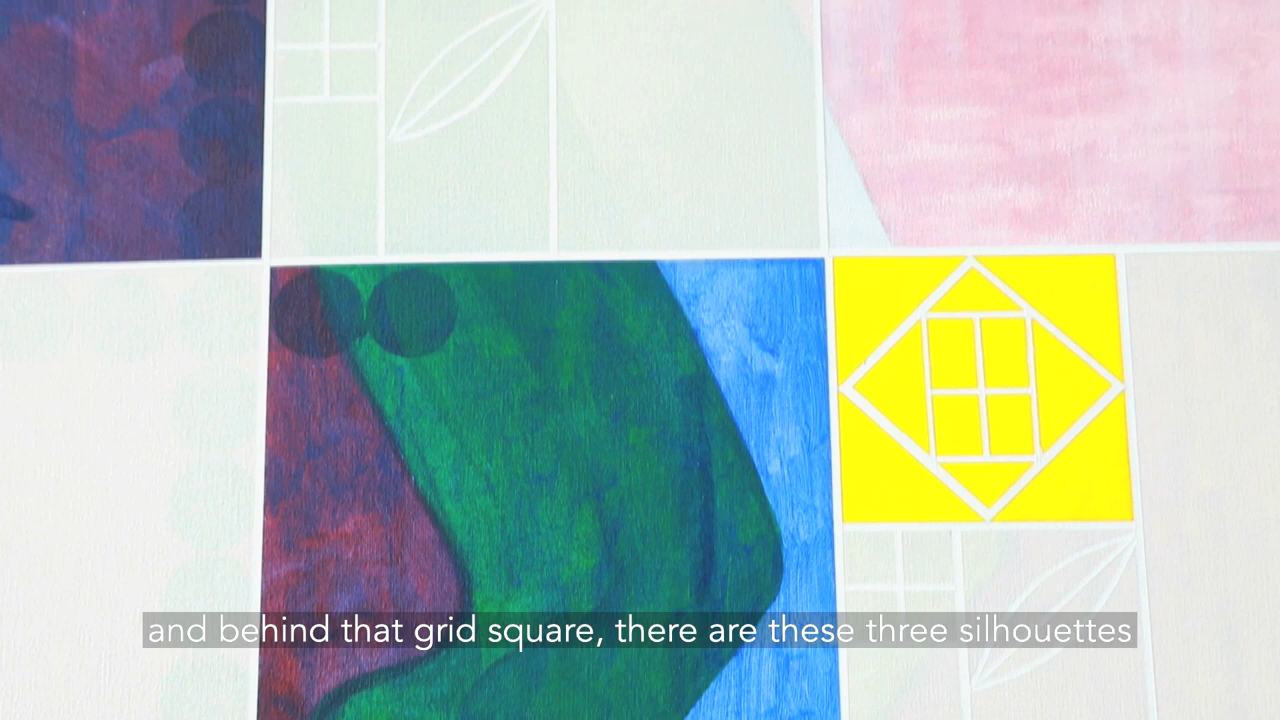 and behind that grid square, there are these three silhouettes